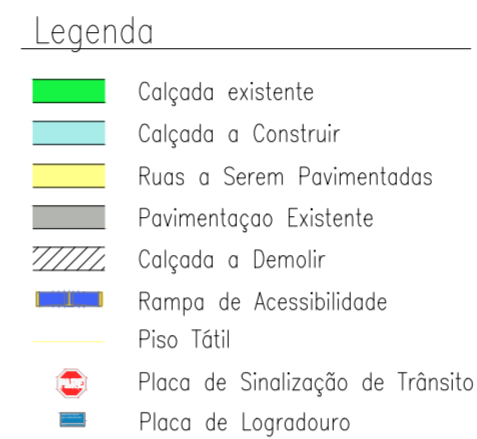 Legenda
Calçada existente
Calçada a Construir
Ruas a Serem Pavimentadas
Pavimentaçao Existente
Calçada a Demolir
Rampa de Acessibilidade
Piso Tátil
PARE Placa de Sinalização de Trânsito
Placa de Logradouro